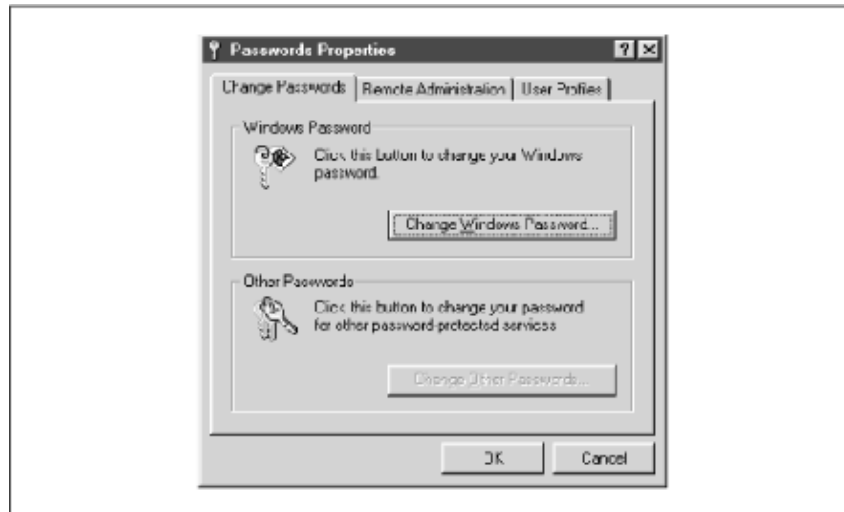 Passwords Properties
Change Passwords Remote Administration User Profiles
Windows Password
Click this button to change your Windows
password.
Change Windows Password...
Other Passwords
Click this button to change your password
for other password-protected services
Change Other Passwords...
OK Cancel